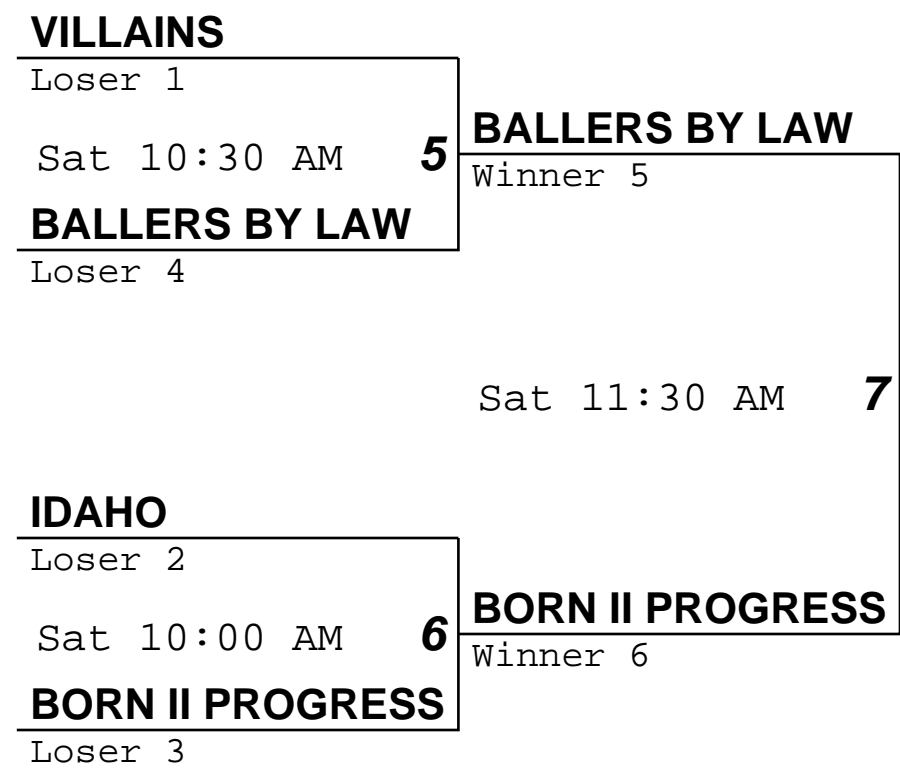 VILLAINS
Loser 1
Sat 10:30 AM 5
BALLERS BY LAW
Loser 4
BALLERS BY LAW
Winner 5
Sat 11:30 AM 7
IDAHO
Loser 2
Sat 10:00 AM 6
BORN II PROGRESS
Loser 3
BORN II PROGRESS
Winner 6